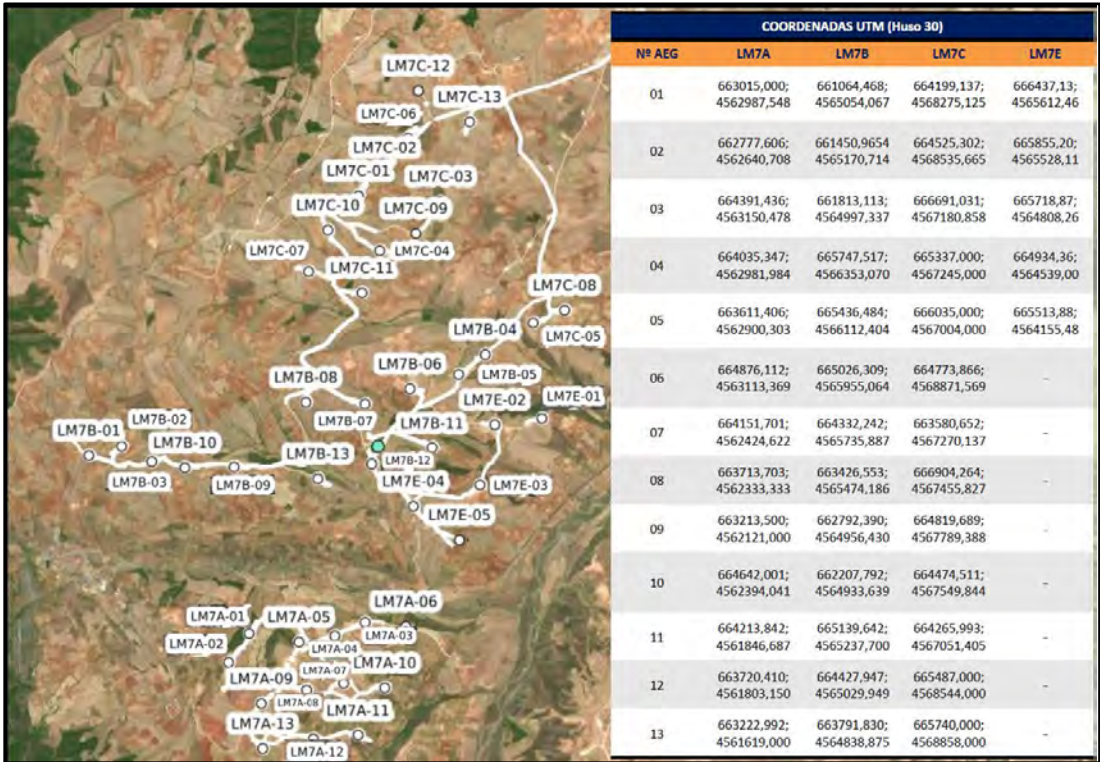 LM7C-12
LM7C-13
LM7C-06
LM7C-02
LM7C-01
LM7C-03
LM7C-10
LM7C-09
LM7C-07
LM7C-04
LM7C-11
LM7C-08
LM7B-04
LM7C-05
LM7B-06
LM7B-08
LM7B-05
LM7E-02
LM7E-01
LM7B-02
LM7B-07
LM7B-01
LM7B-11
LM7B-10
LM7B-13
LM7B-12
LM7B-03
LM7B-09
LM7E-04
LM7E-03
LM7E-05
LM7A-06
LM7A-01
LM7A-05
LM7A-03
LM7A-02
LM7A-04
LM7A-10
LM7A-07
LM7A-09
LM7A-08
LM7A-11
LM7A-13
LM7A-12
COORDENADAS UTM (Huso 30)
Nº AEG LM7A LM7B LM7C LM7E
663015,000; 661064,468; 664199,137; 666437,13;
01
4562987,548 4565054,067 4568275,125 4565612,46
662777,606; 661450,9654 664525,302; 665855,20;
02
4562640,708 4565170,714 4568535,665 4565528,11
664391,436; 661813,113; 666691,031; 665718,87;
03
4563150,478 4564997,337 4567180,858 4564808,26
664035,347; 665747,517; 665337,000; 664934,36;
04
4562981,984 4566353,070 4567245,000 4564539,00
663611,406; 665436,484; 666035,000; 665513,88;
05
4562900,303 4566112,404 4567004,000 4564155,48
664876,112; 665026,309; 664773,866;
06 -
4563113,369 4565955,064 4568871,569
664151,701; 664332,242; 663580,652;
07 -
4562424,622 4565735,887 4567270,137
663713,703; 663426,553; 666904,264;
08 -
4562333,333 4565474,186 4567455,827
663213,500; 662792,390; 664819,689;
09 -
4562121,000 4564956,430 4567789,388
664642,001; 662207,792; 664474,511;
10 -
4562394,041 4564933,639 4567549,844
664213,842; 665139,642; 664265,993;
11 -
4561846,687 4565237,700 4567051,405
663720,410; 664427,947; 665487,000;
12 -
4561803,150 4565029,949 4568544,000
663222,992; 663791,830; 665740,000;
13 -
4561619,000 4564838,875 4568858,000